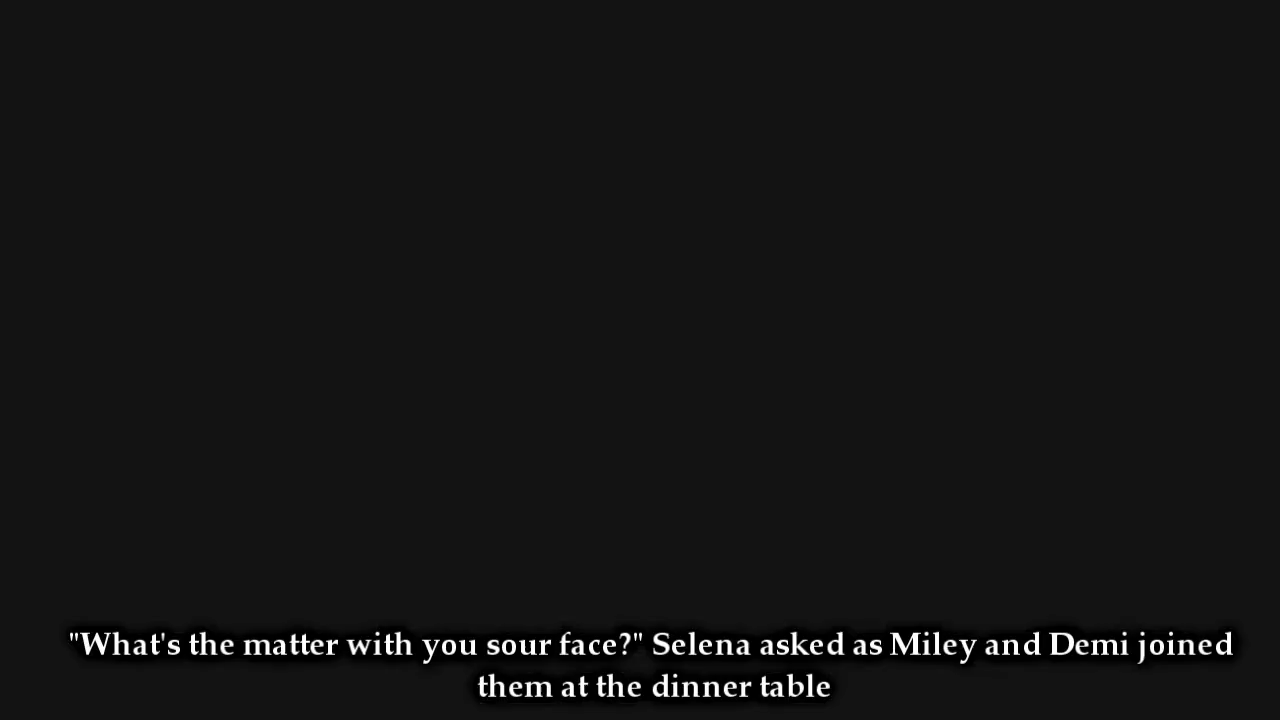 "What's the matter with you sour face?" Selena asked as Miley and Demi joined
them at the dinner table